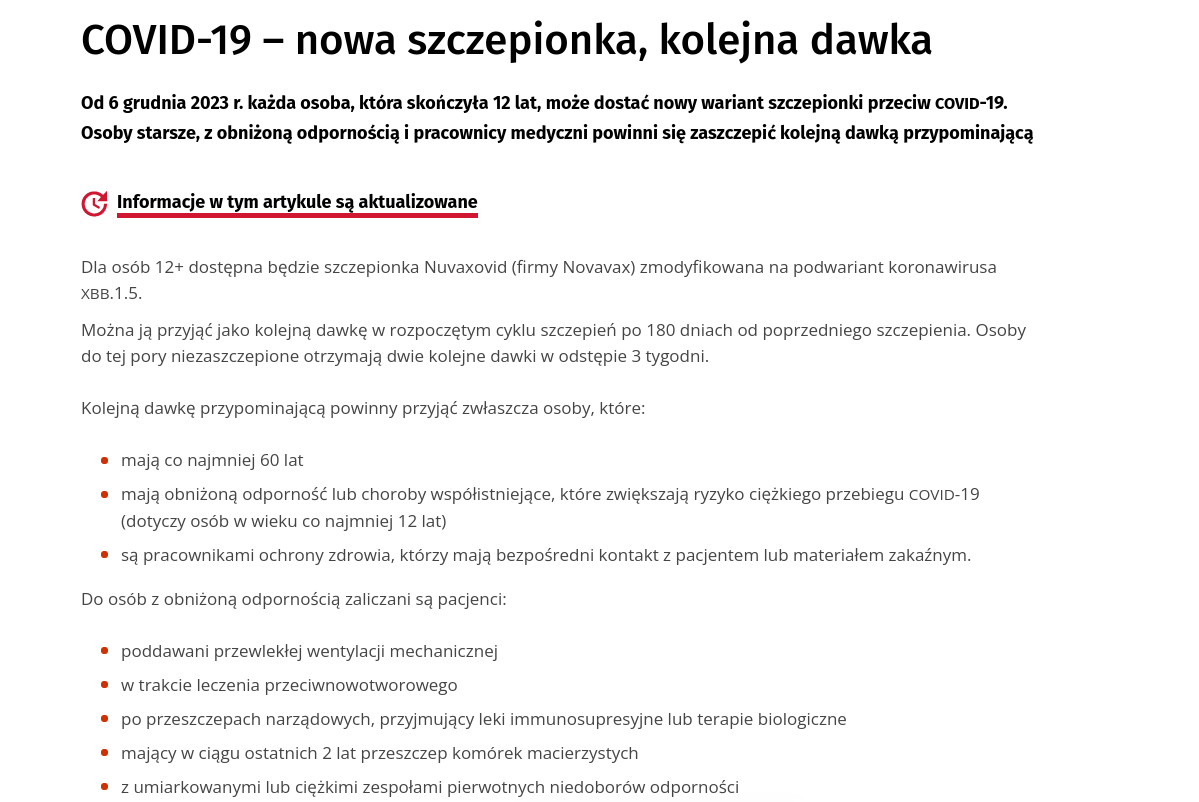 COVID-19 – nowa szczepionka, kolejna dawka
Od 6 grudnia 2023 r. każda osoba, która skończyła 12 lat, może dostać nowy wariant szczepionki przeciw COVID-19.
Osoby starsze, z obniżoną odpornością i pracownicy medyczni powinni się zaszczepić kolejną dawką przypominającą
Informacje w tym artykule są aktualizowane
Dla osób 12+ dostępna będzie szczepionka Nuvaxovid (firmy Novavax) zmodyfikowana na podwariant koronawirusa
XBB.1.5.
Można ją przyjąć jako kolejną dawkę w rozpoczętym cyklu szczepień po 180 dniach od poprzedniego szczepienia. Osoby
do tej pory niezaszczepione otrzymają dwie kolejne dawki w odstępie 3 tygodni.
Kolejną dawkę przypominającą powinny przyjąć zwłaszcza osoby, które:
mają co najmniej 60 lat
mają obniżoną odporność lub choroby współistniejące, które zwiększają ryzyko ciężkiego przebiegu COVID-19
(dotyczy osób w wieku co najmniej 12 lat)
są pracownikami ochrony zdrowia, którzy mają bezpośredni kontakt z pacjentem lub materiałem zakaźnym.
Do osób z obniżoną odpornością zaliczani są pacjenci:
poddawani przewlekłej wentylacji mechanicznej
w trakcie leczenia przeciwnowotworowego
po przeszczepach narządowych, przyjmujący leki immunosupresyjne lub terapie biologiczne
mający w ciągu ostatnich 2 lat przeszczep komórek macierzystych
z umiarkowanymi lub ciężkimi zespołami pierwotnych niedoborów odporności